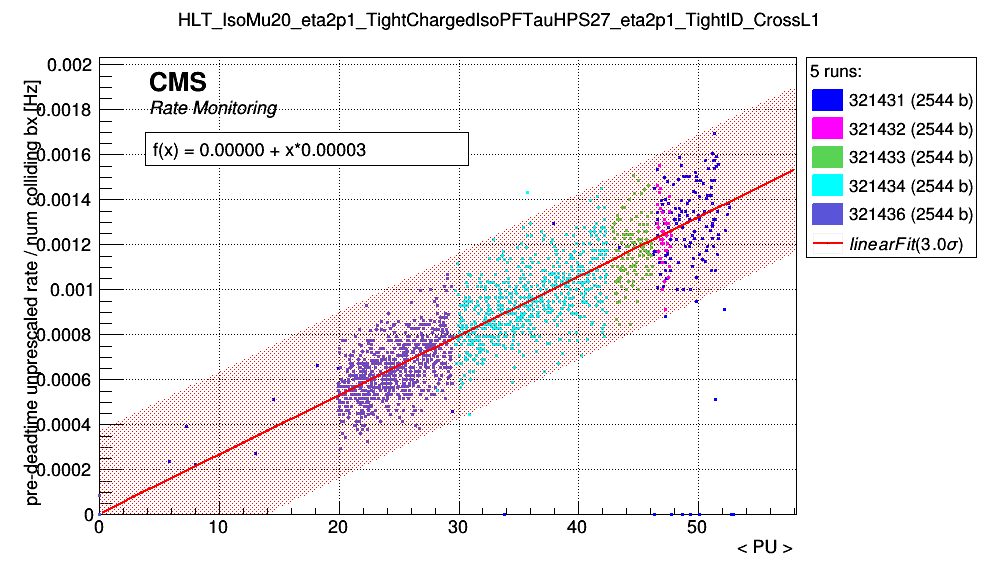 HLT_IsoMu20_eta2p1_TightChargedIsoPFTauHPS27_eta2p1_TightID_CrossL1
pre-deadtime unprescaled rate / num colliding bx [Hz]
0.002
0.0018
0.0016
0.0014
0.0012
0.001
0.0008
0.0006
0.0004
0.0002
0
CMS
Rate Monitoring
f(x) = 0.00000 + x*0.00003
0 10 20 30 40 50
< PU >
5 runs:
321431 (2544 b)
321432 (2544 b)
321433 (2544 b)
321434 (2544 b)
321436 (2544 b)
linearFit(3.0σ)